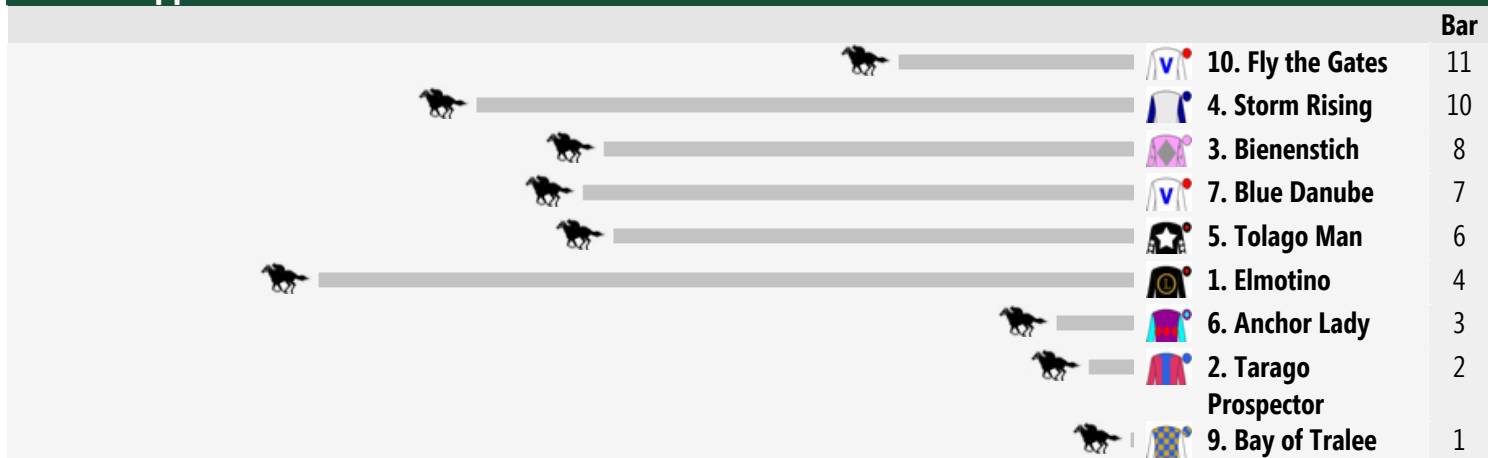 Bar
10. Fly the Gates 11
V
4. Storm Rising 10
3. Bienenstich 8
7. Blue Danube 7
V
5. Tolago Man 6
1. Elmotino 4
L
6. Anchor Lady 3
2. Tarago 2
Prospector
9. Bay of Tralee 1